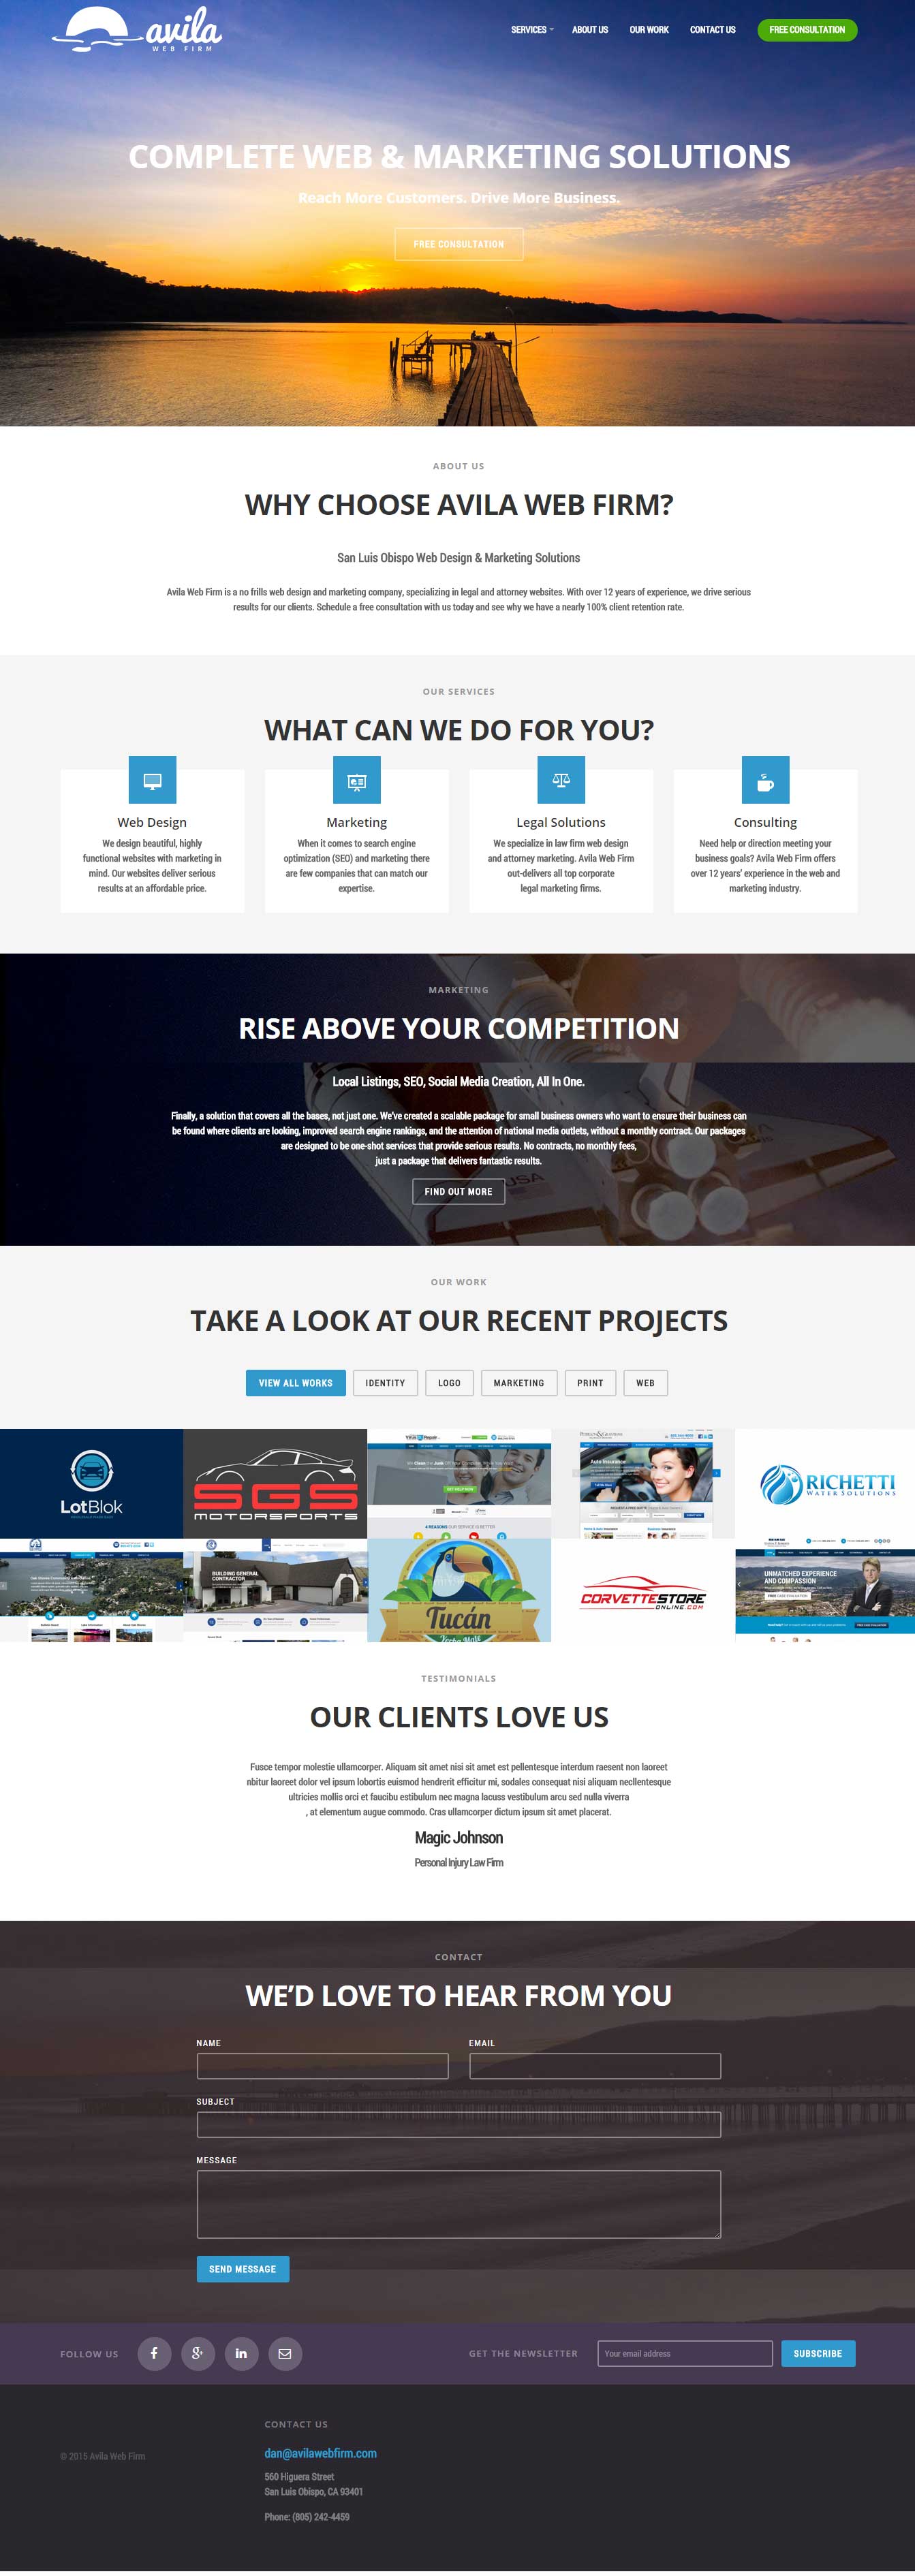 avila
WEB FIRM
SERVICES
ABOUT US
OUR WORK
CONTACT US
FREE CONSULTATION
COMPLETE WEB & MARKETING SOLUTIONS
Reach More Customers. Drive More Business.
FREE CONSULTATION
ABOUT US
WHY CHOOSE AVILA WEB FIRM?
San Luis Obispo Web Design & Marketing Solutions
Avila Web Firm is a no frills web design and marketing company, specializing in legal and attorney websites. With over 12 years of experience, we drive serious
results for our clients. Schedule a free consultation with us today and see why we have a nearly 100% client retention rate.
OUR SERVICES
WHAT CAN WE DO FOR YOU?
Web Design
We design beautiful, highly
functional websites with marketing in
mind. Our websites deliver serious
results at an affordable price.
Marketing
When it comes to search engine
optimization (SEO) and marketing there
are few companies that can match our
expertise.
Legal Solutions
We specialize in law firm web design
and attorney marketing. Avila Web Firm
out-delivers all top corporate
legal marketing firms.
Consulting
Need help or direction meeting your
business goals? Avila Web Firm offers
over 12 years' experience in the web and
marketing industry.
MARKETING
RISE ABOVE YOUR COMPETITION
Local Listings, SEO, Social Media Creation, All In One.
Finally, a solution that covers all the bases, not just one. We've created a scalable package for small business owners who want to ensure their business can
be found where clients are looking, improved search engine rankings, and the attention of national media outlets, without a monthly contract. Our packages
are designed to be one-shot services that provide serious results. No contracts, no monthly fees,
just a package that delivers fantastic results.
FIND OUT MORE
OUR WORK
TAKE A LOOK AT OUR RECENT PROJECTS
VIEW ALL WORKS
IDENTITY
LOGO
MARKETING
PRINT
WEB
LotBlok
SGS
MOTORSPORTS
4 REASONS OUR SERVICE IS BETTER
Auto Insurance
RICHETTI
WATER SOLUTIONS
BUILDING GENERAL
CONTRACTOR
Tucán
Yerba Maté
CORVETTESTORE
ONLINE.COM
UNMATCHED EXPERIENCE
AND COMPASSION
TESTIMONIALS
OUR CLIENTS LOVE US
Fusce tempor molestie ullamcorper. Aliquam sit amet nisi sit amet est pellentesque interdum raesent non laoreet
nbitur laoreet dolor vel ipsum lobortis euismod hendrerit efficitur mi, sodales consequat nisi aliquam necllentesque
ultricies mollis orci et faucibu estibulum nec magna lacuss vestibulum arcu sed nulla viverra
, at elementum augue commodo. Cras ullamcorper dictum ipsum sit amet placerat.
Magic Johnson
Personal Injury Law Firm
CONTACT
WE'D LOVE TO HEAR FROM YOU
NAME
EMAIL
SUBJECT
MESSAGE
SEND MESSAGE
FOLLOW US
GET THE NEWSLETTER
Your email address
SUBSCRIBE
CONTACT US
© 2015 Avila Web Firm
dan@avilawebfirm.com
560 Higuera Street
San Luis Obispo, CA 93401
Phone: (805) 242-4459